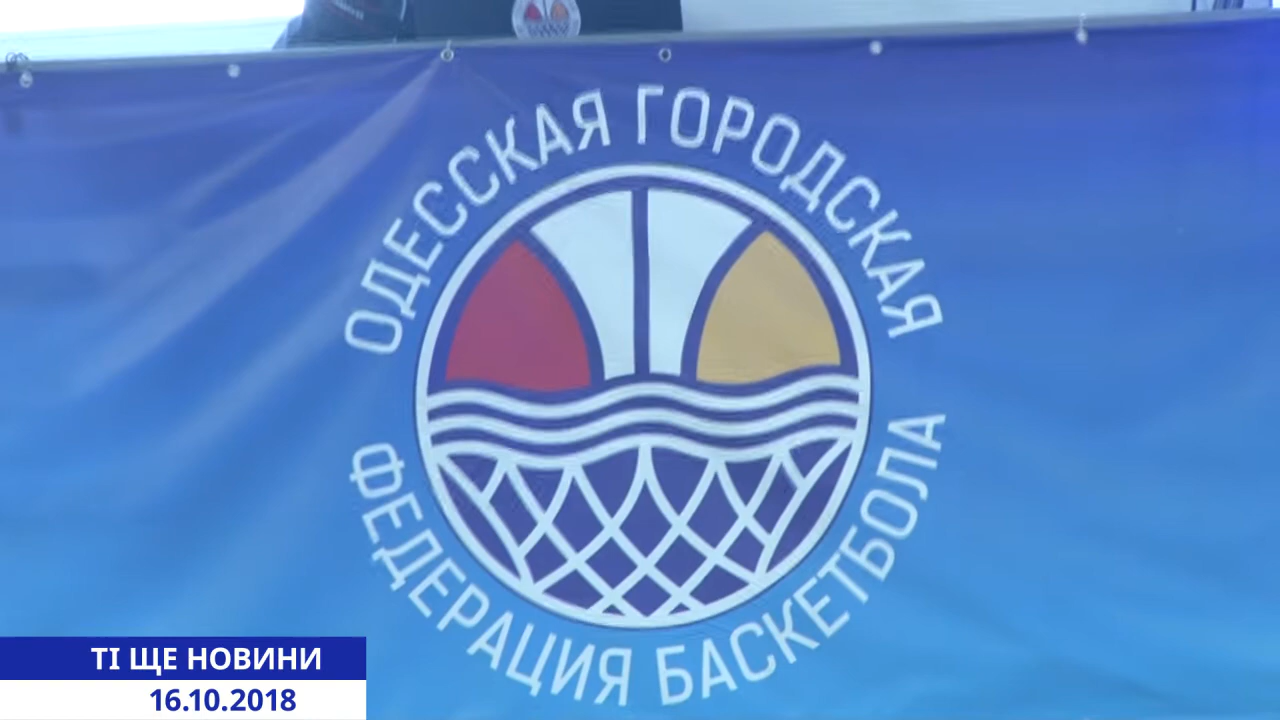 ОДЕССКАЯ ГОРОДСКАЯ
ФЕДЕРАЦИЯ БАСКЕТБОЛА
ТІ ЩЕ НОВИНИ
16.10.2018